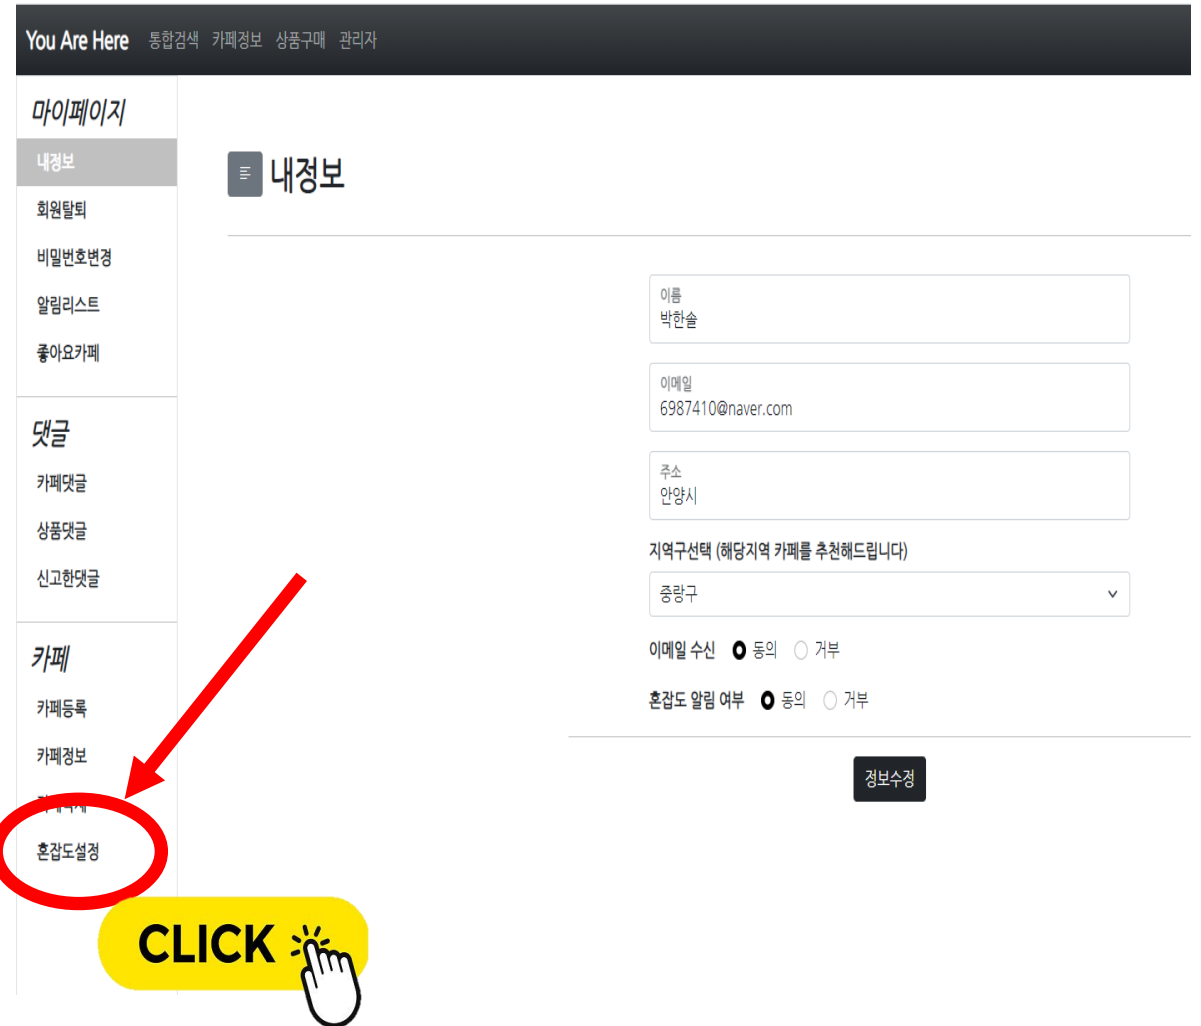 You Are Here 통합검색 카페정보 상품구매 관리자
마이페이지
내정보
회원탈퇴
비밀번호변경
알림리스트
좋아요카페
댓글
카페댓글
상품댓글
신고한댓글
카페
카페등록
카페정보
혼잡도설정
CLICK
내정보
이름
박한솔
이메일
6987410@naver.com
주소
안양시
지역구선택 (해당지역 카페를 추천해드립니다)
중랑구
이메일 수신 동의 거부
혼잡도 알림 여부 동의 거부
정보수정